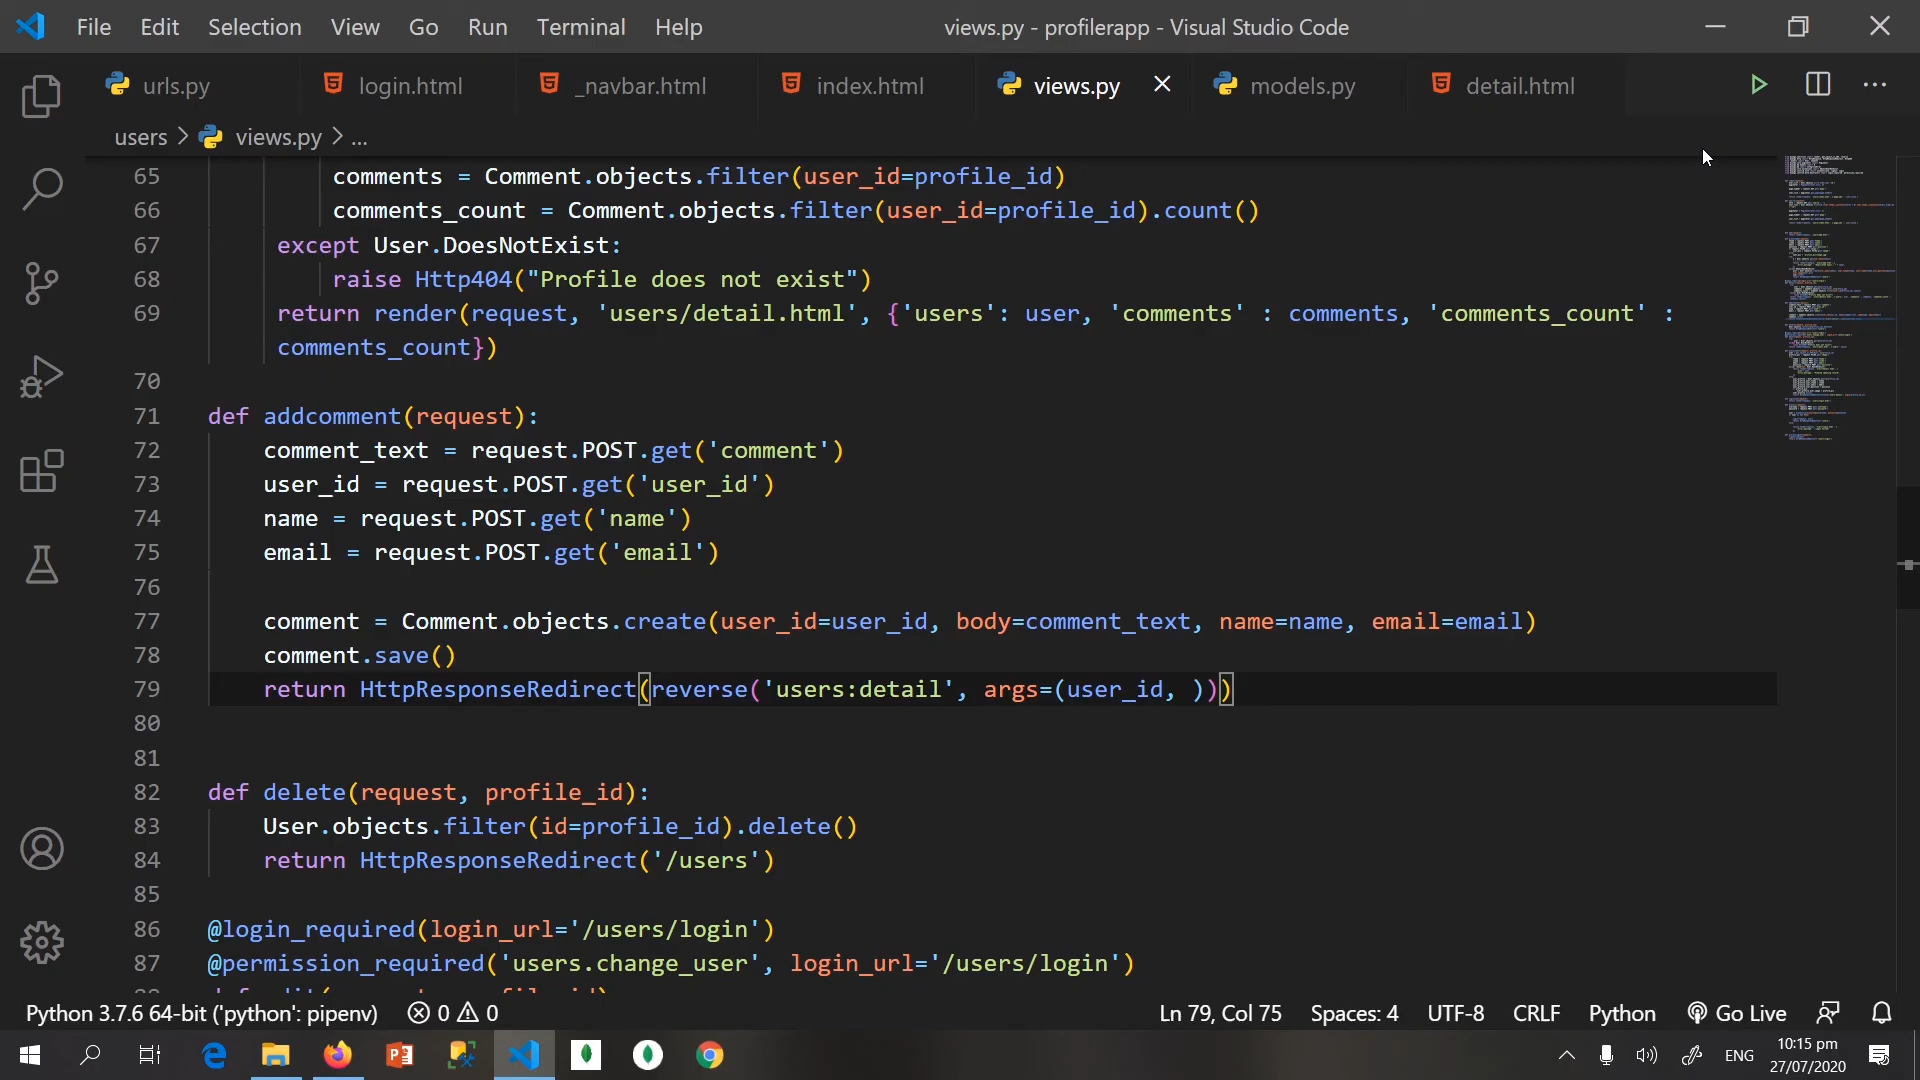 File Edit Selection View Go Run Terminal Help
views.py - profilerapp - Visual Studio Code
urls.py login.html _navbar.html index.html views.py models.py detail.html
users > views.py > ...
65 comments = Comment.objects.filter(user_id=profile_id)
66 comments_count = Comment.objects.filter(user_id=profile_id).count()
67 except User.DoesNotExist:
68 raise Http404("Profile does not exist")
69 return render(request, 'users/detail.html', {'users': user, 'comments' : comments, 'comments_count' :
comments_count})
70
71 def addcomment(request):
72 comment_text = request.POST.get('comment')
73 user_id = request.POST.get('user_id')
74 name = request.POST.get('name')
75 email = request.POST.get('email')
76
77 comment = Comment.objects.create(user_id=user_id, body=comment_text, name=name, email=email)
78 comment.save()
79 return HttpResponseRedirect(reverse('users:detail', args=(user_id, )))
80
81
82 def delete(request, profile_id):
83 User.objects.filter(id=profile_id).delete()
84 return HttpResponseRedirect('/users')
85
86 @login_required(login_url='/users/login')
87 @permission_required('users.change_user', login_url='/users/login')
Python 3.7.6 64-bit ('python': pipenv) 0 0 Ln 79, Col 75 Spaces: 4 UTF-8 CRLF Python Go Live
ENG 10:15 pm
27/07/2020